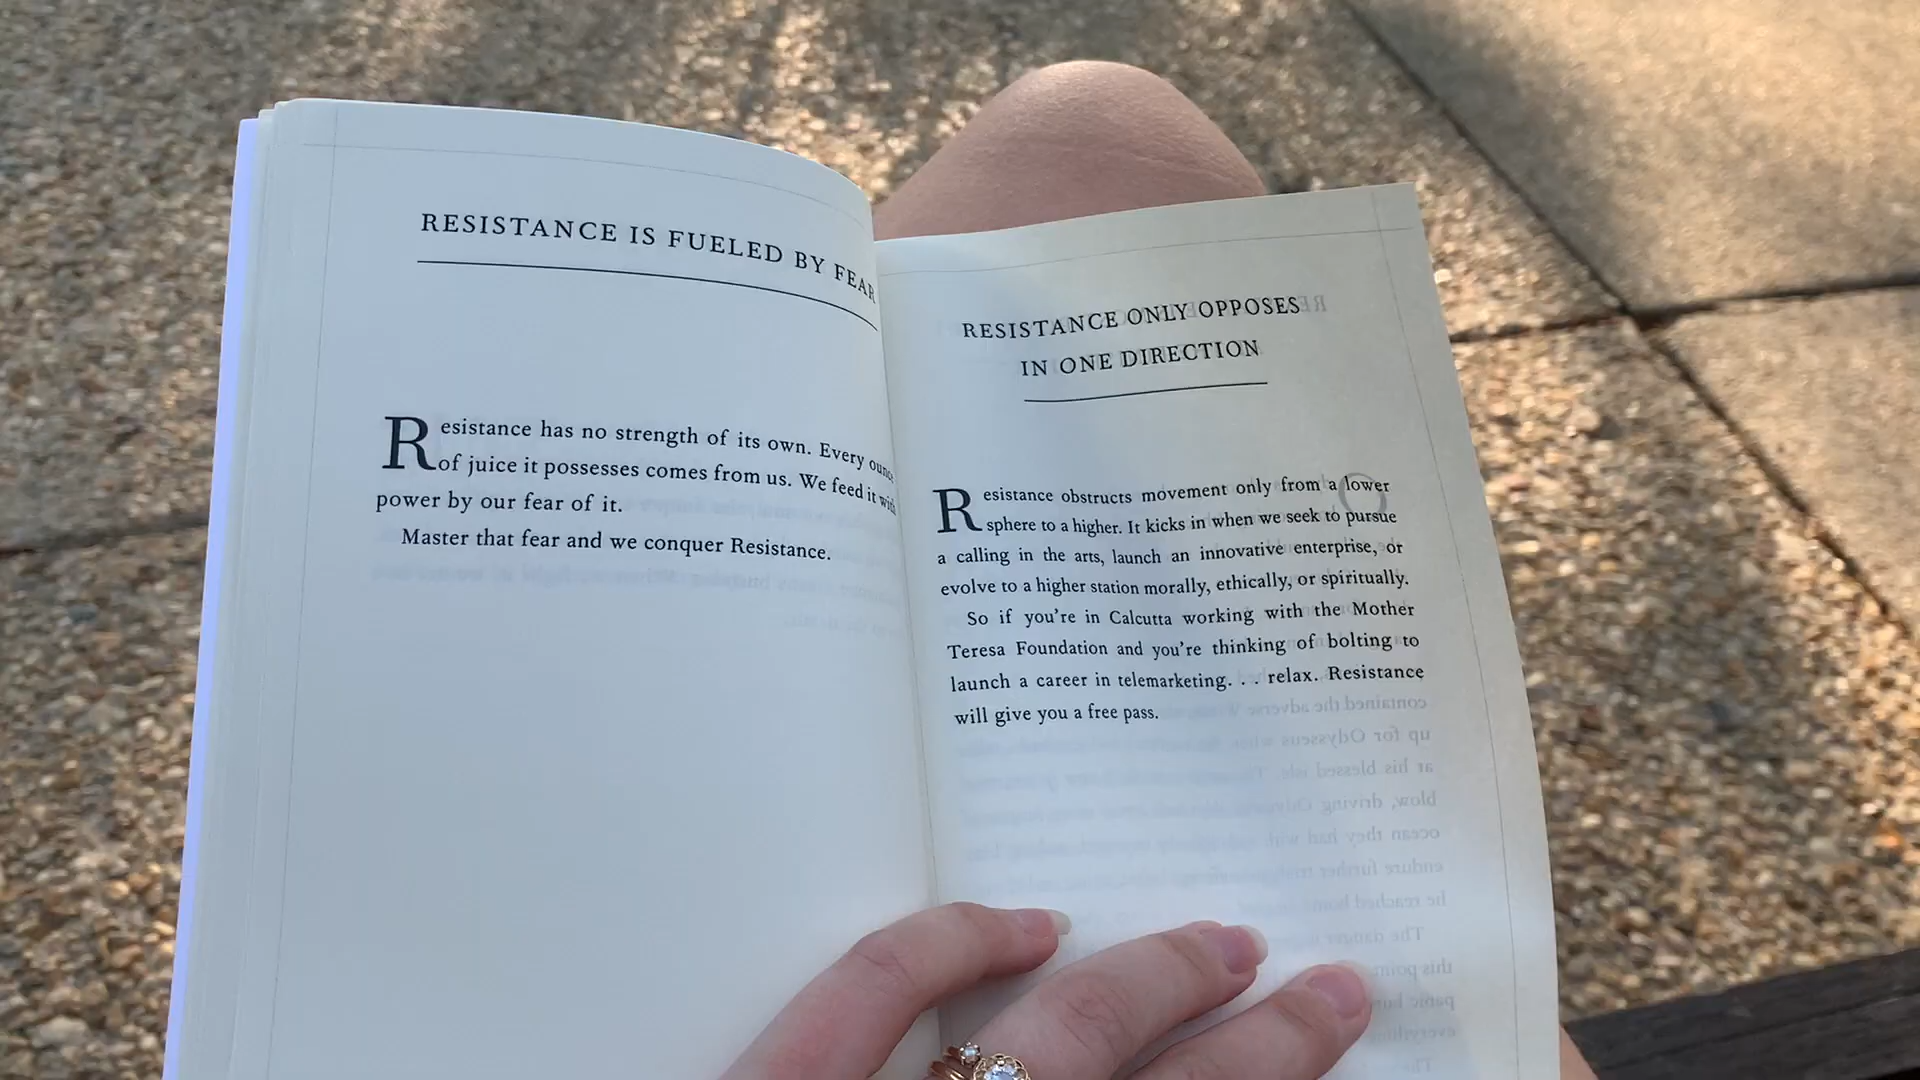 RESISTANCE IS FUELED BY FEAR
Resistance has no strength of its own. Every ounce
of juice it possesses comes from us. We feed it with
power by our fear of it.
Master that fear and we conquer Resistance.
RESISTANCE ONLY OPPOSES
IN ONE DIRECTION
Resistance obstructs movement only from a lower
sphere to a higher. It kicks in when we seek to pursue
a calling in the arts, launch an innovative enterprise, or
evolve to a higher station morally, ethically, or spiritually.
So if you're in Calcutta working with the Mother
Teresa Foundation and you're thinking of bolting to
launch a career in telemarketing. . . relax. Resistance
will give you a free pass.